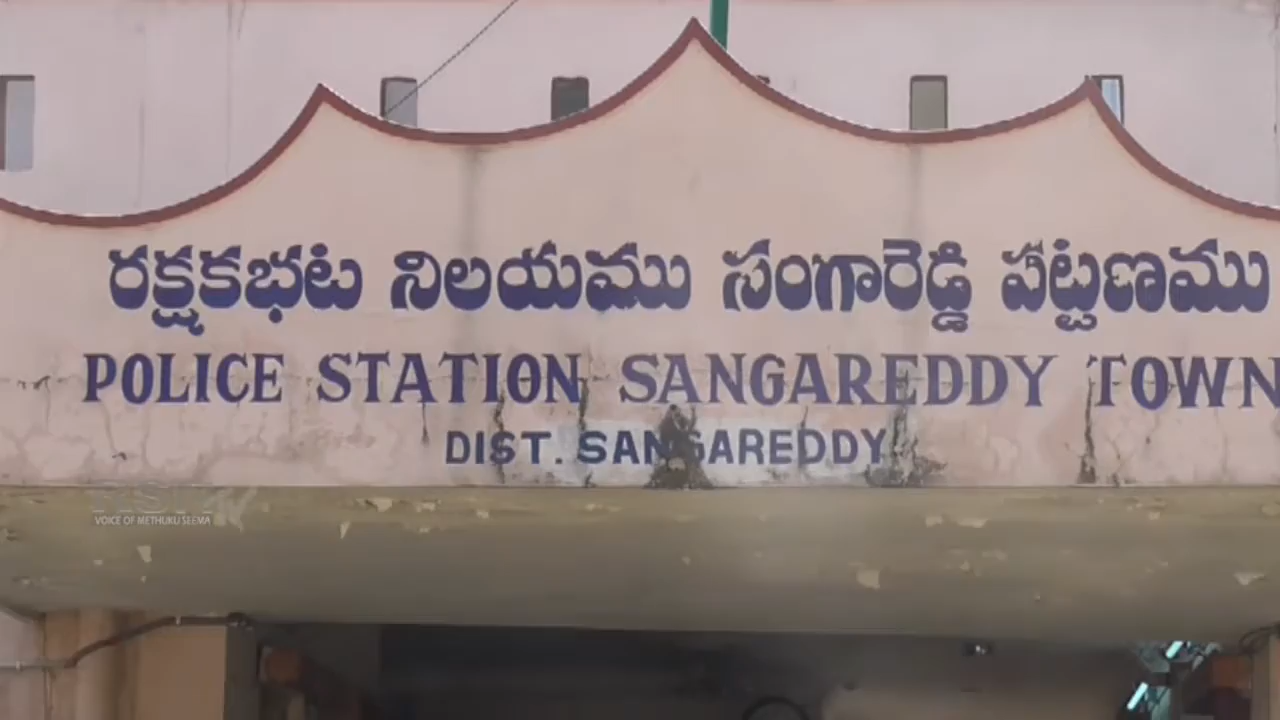 రక్షకభట నిలయము సంగారెడ్డి పట్టణము
POLICE STATION SANGAREDDY TOWN
DIST. SANGAREDDY
VOICE OF METHUKU SEEMA